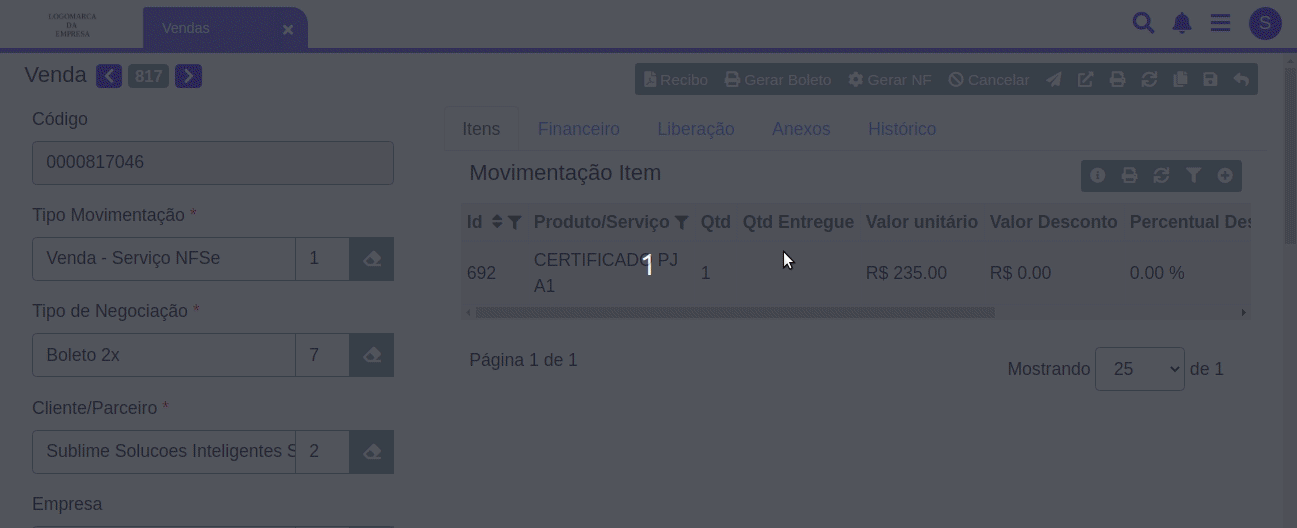 LOGOMARCA
DA
EMPRESA
Vendas
S
Venda 817
Recibo Gerar Boleto Gerar NF Cancelar
Código
0000817046
Tipo Movimentação *
Venda - Serviço NFSe 1
Tipo de Negociação *
Boleto 2x 7
Cliente/Parceiro *
Sublime Solucoes Inteligentes S 2
Empresa
Itens Financeiro Liberação Anexos Histórico
Movimentação Item
Id Produto/Serviço Qtd Qtd Entregue Valor unitário Valor Desconto Percentual Des
692 CERTIFICADO PJ A1 1 R$ 235.00 R$ 0.00 0.00 %
1
Página 1 de 1
Mostrando 25 de 1